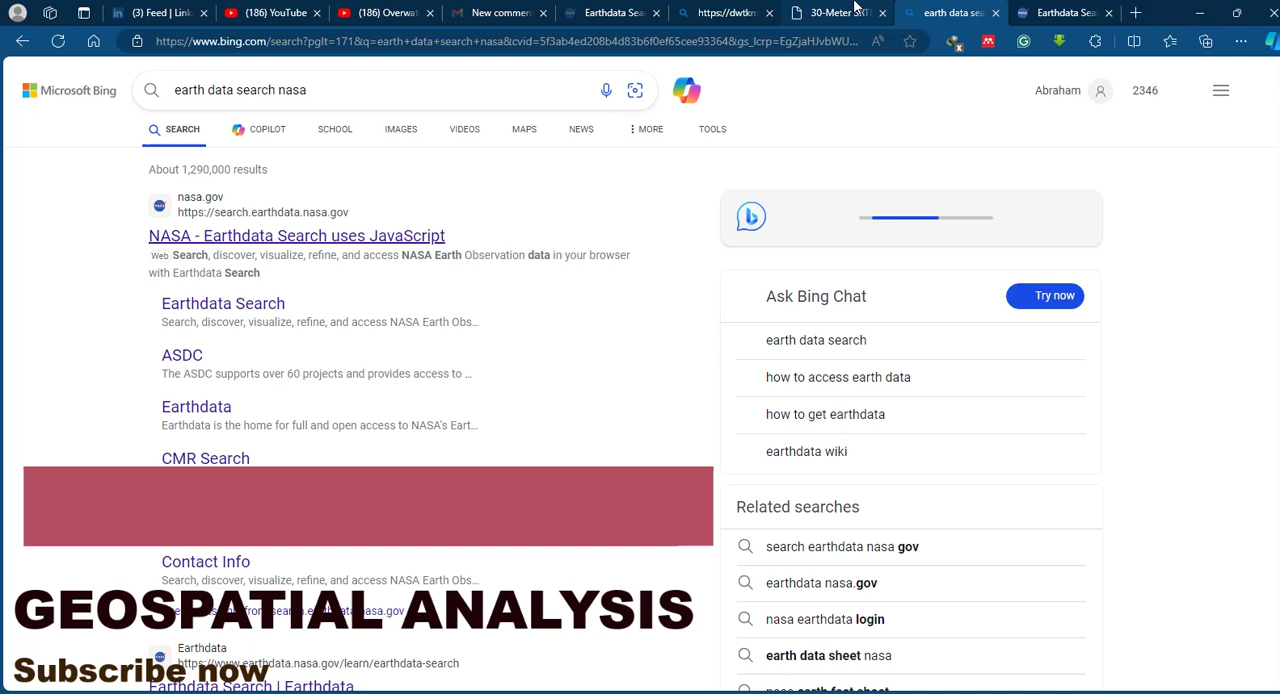 (3) Feed | Link
(186) YouTube
(186) Overwa
New commen
Earthdata Sea
https://dwtkn
30-Meter SRT
earth data sea
Earthdata Sea
https://www.bing.com/search?pglt=171&q=earth+data+search+nasa&cvid=5f3ab4ed208b4d83b6f0ef65cee93364&gs_lcrp=EgZjaHJvbWU...
Microsoft Bing
earth data search nasa
Abraham
2346
SEARCH
COPILOT
SCHOOL
IMAGES
VIDEOS
MAPS
NEWS
MORE
TOOLS
About 1,290,000 results
nasa.gov
https://search.earthdata.nasa.gov
NASA - Earthdata Search uses JavaScript
Web Search, discover, visualize, refine, and access NASA Earth Observation data in your browser
with Earthdata Search
Earthdata Search
Search, discover, visualize, refine, and access NASA Earth Obs...
ASDC
The ASDC supports over 60 projects and provides access to ...
Earthdata
Earthdata is the home for full and open access to NASA's Eart...
CMR Search
Contact Info
Search, discover, visualize, refine, and access NASA Earth Obs...
GEOSPATIAL ANALYSIS
Earthdata
https://www.earthdata.nasa.gov/learn/earthdata-search
Subscribe now
Earthdata Search | Earthdata
Ask Bing Chat
Try now
earth data search
how to access earth data
how to get earthdata
earthdata wiki
Related searches
search earthdata nasa gov
earthdata nasa.gov
nasa earthdata login
earth data sheet nasa
nasa earth fact sheet